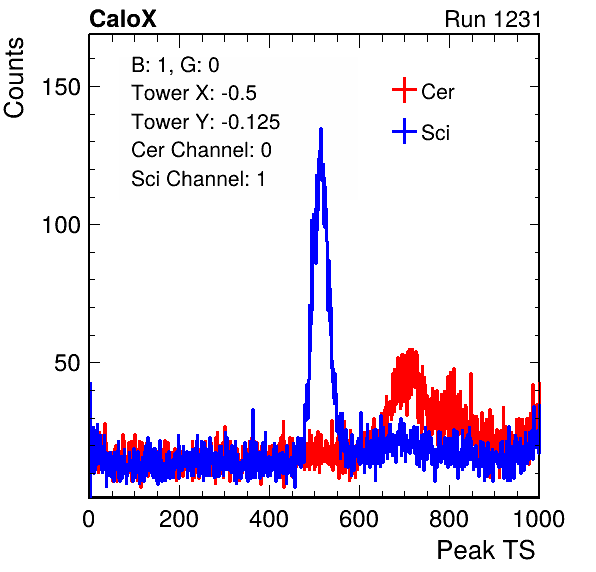 CaloX Run 1231
Counts
B: 1, G: 0
Tower X: -0.5
Tower Y: -0.125
Cer Channel: 0
Sci Channel: 1
Cer
Sci
150
100
50
0 200 400 600 800 1000
Peak TS